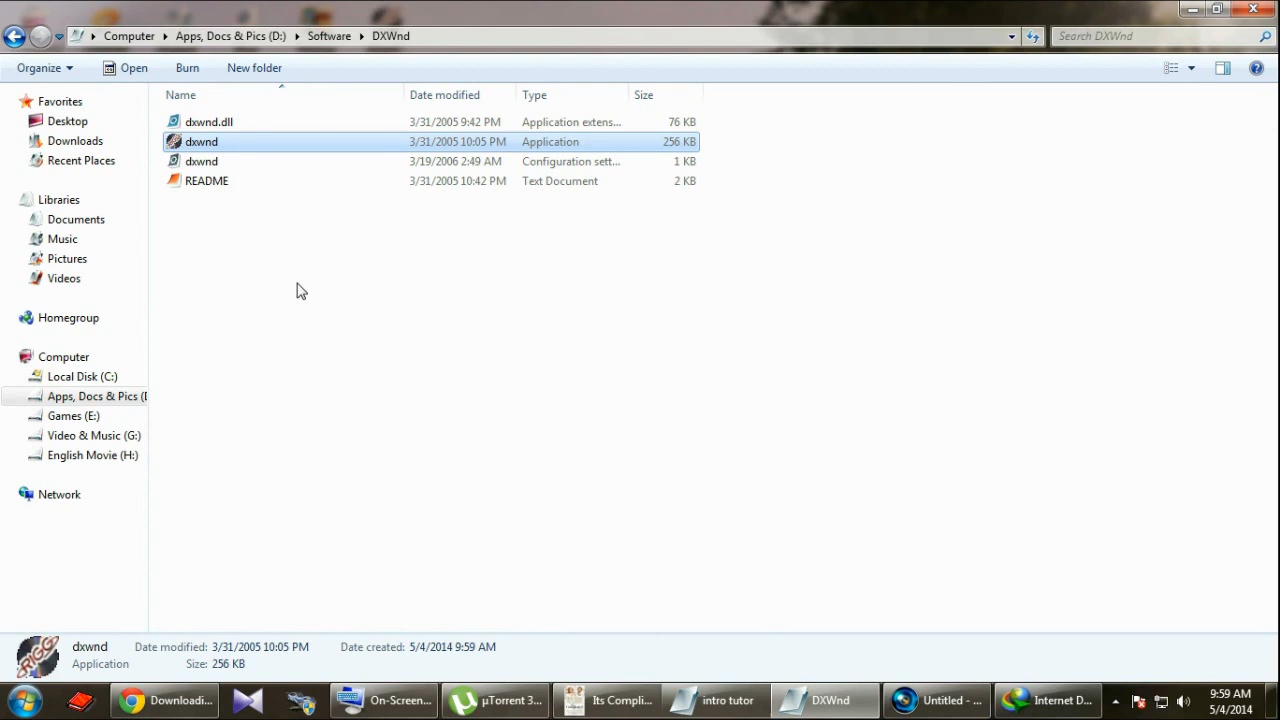 Computer Apps, Docs & Pics (D:) Software DXWnd
Search DXWnd
Organize Open Burn New folder
Name Date modified Type Size
dxwnd.dll 3/31/2005 9:42 PM Application extens... 76 KB
dxwnd 3/31/2005 10:05 PM Application 256 KB
dxwnd 3/19/2006 2:49 AM Configuration sett... 1 KB
README 3/31/2005 10:42 PM Text Document 2 KB
Favorites
Desktop
Downloads
Recent Places
Libraries
Documents
Music
Pictures
Videos
Homegroup
Computer
Local Disk (C:)
Apps, Docs & Pics (D
Games (E:)
Video & Music (G:)
English Movie (H:)
Network
dxwnd Date modified: 3/31/2005 10:05 PM Date created: 5/4/2014 9:59 AM
Application Size: 256 KB
Downloadi... On-Screen... µTorrent 3... Its Compli... intro tutor DXWnd Untitled - ... Internet D... 9:59 AM
5/4/2014